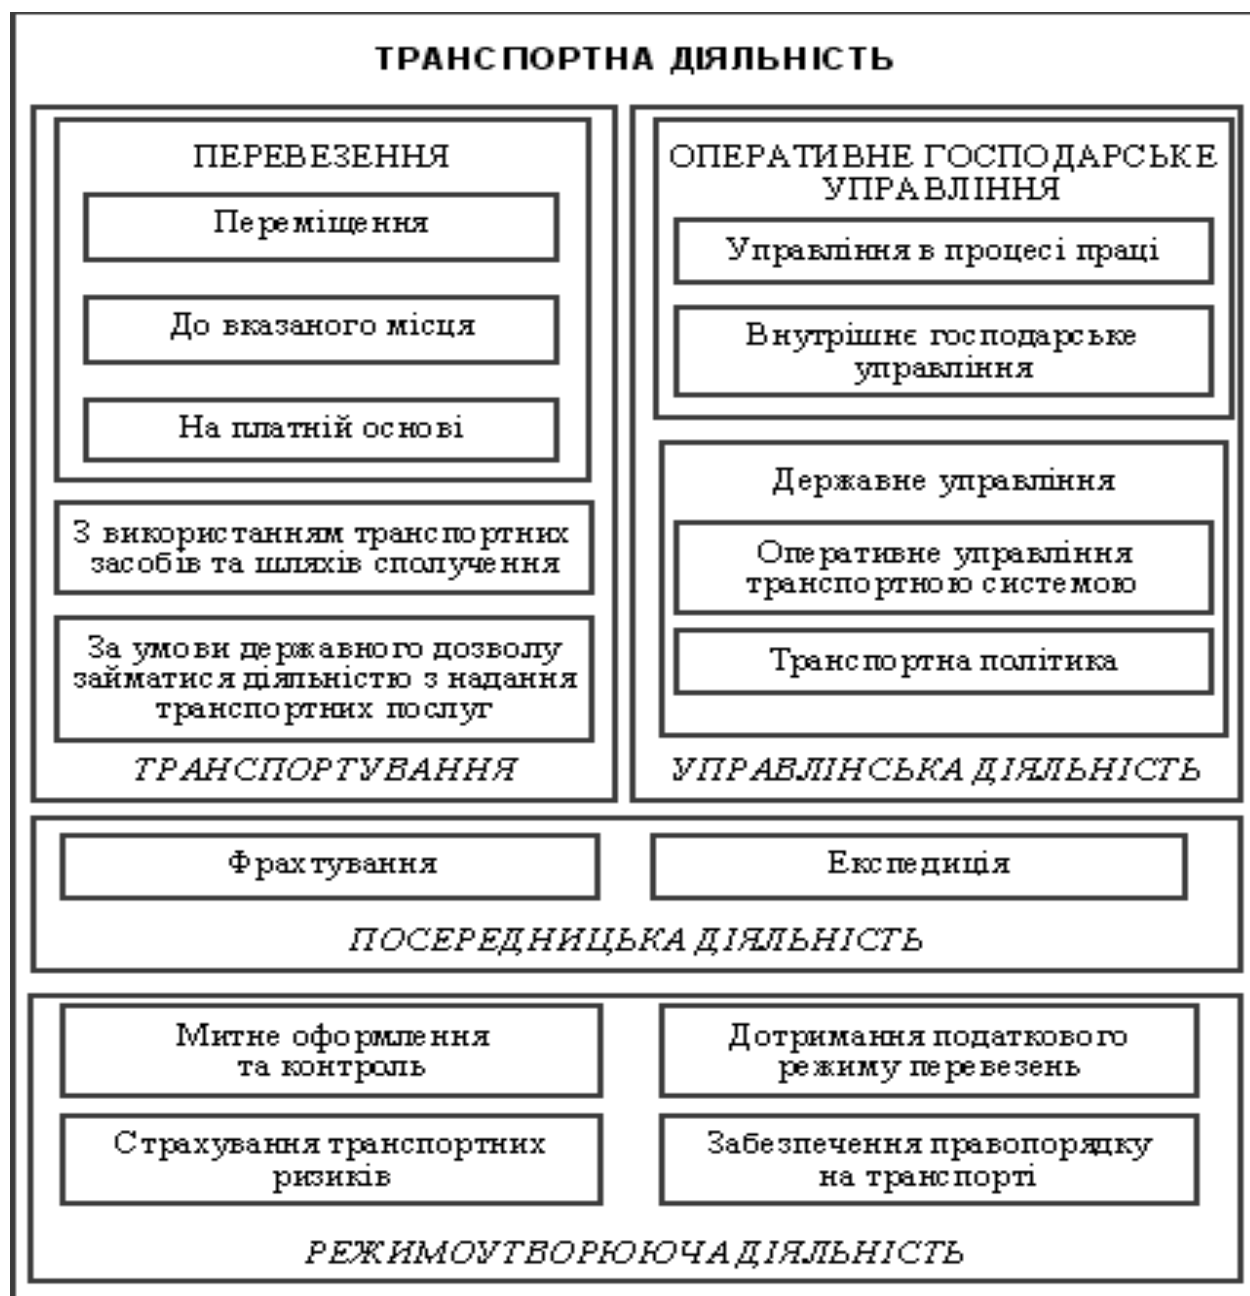 ТРАНСПОРТНА ДІЯЛЬНІСТЬ
ПЕРЕВЕЗЕННЯ
Переміщення
До вказаного місця
На платній основі
З використанням транспортних
засобів та шляхів сполучення
За умови державного дозволу
займатися діяльністю з надання
транспортних послуг
ТРАНСПОРТУВАННЯ
ОПЕРАТИВНЕ ГОСПОДАРСЬКЕ
УПРАВЛІННЯ
Управління в процесі праці
Внутрішнє господарське
управління
Державне управління
Оперативне управління
транспортною системою
Транспортна політика
УПРАВЛІНСЬКА ДІЯЛЬНІСТЬ
Фрахтування
Експедиція
ПОСЕРЕДНИЦЬКА ДІЯЛЬНІСТЬ
Митне оформлення
та контроль
Дотримання податкового
режиму перевезень
Страхування транспортних
ризиків
Забезпечення правопорядку
на транспорті
РЕЖИМОУТВОРЮЮЧА ДІЯЛЬНІСТЬ